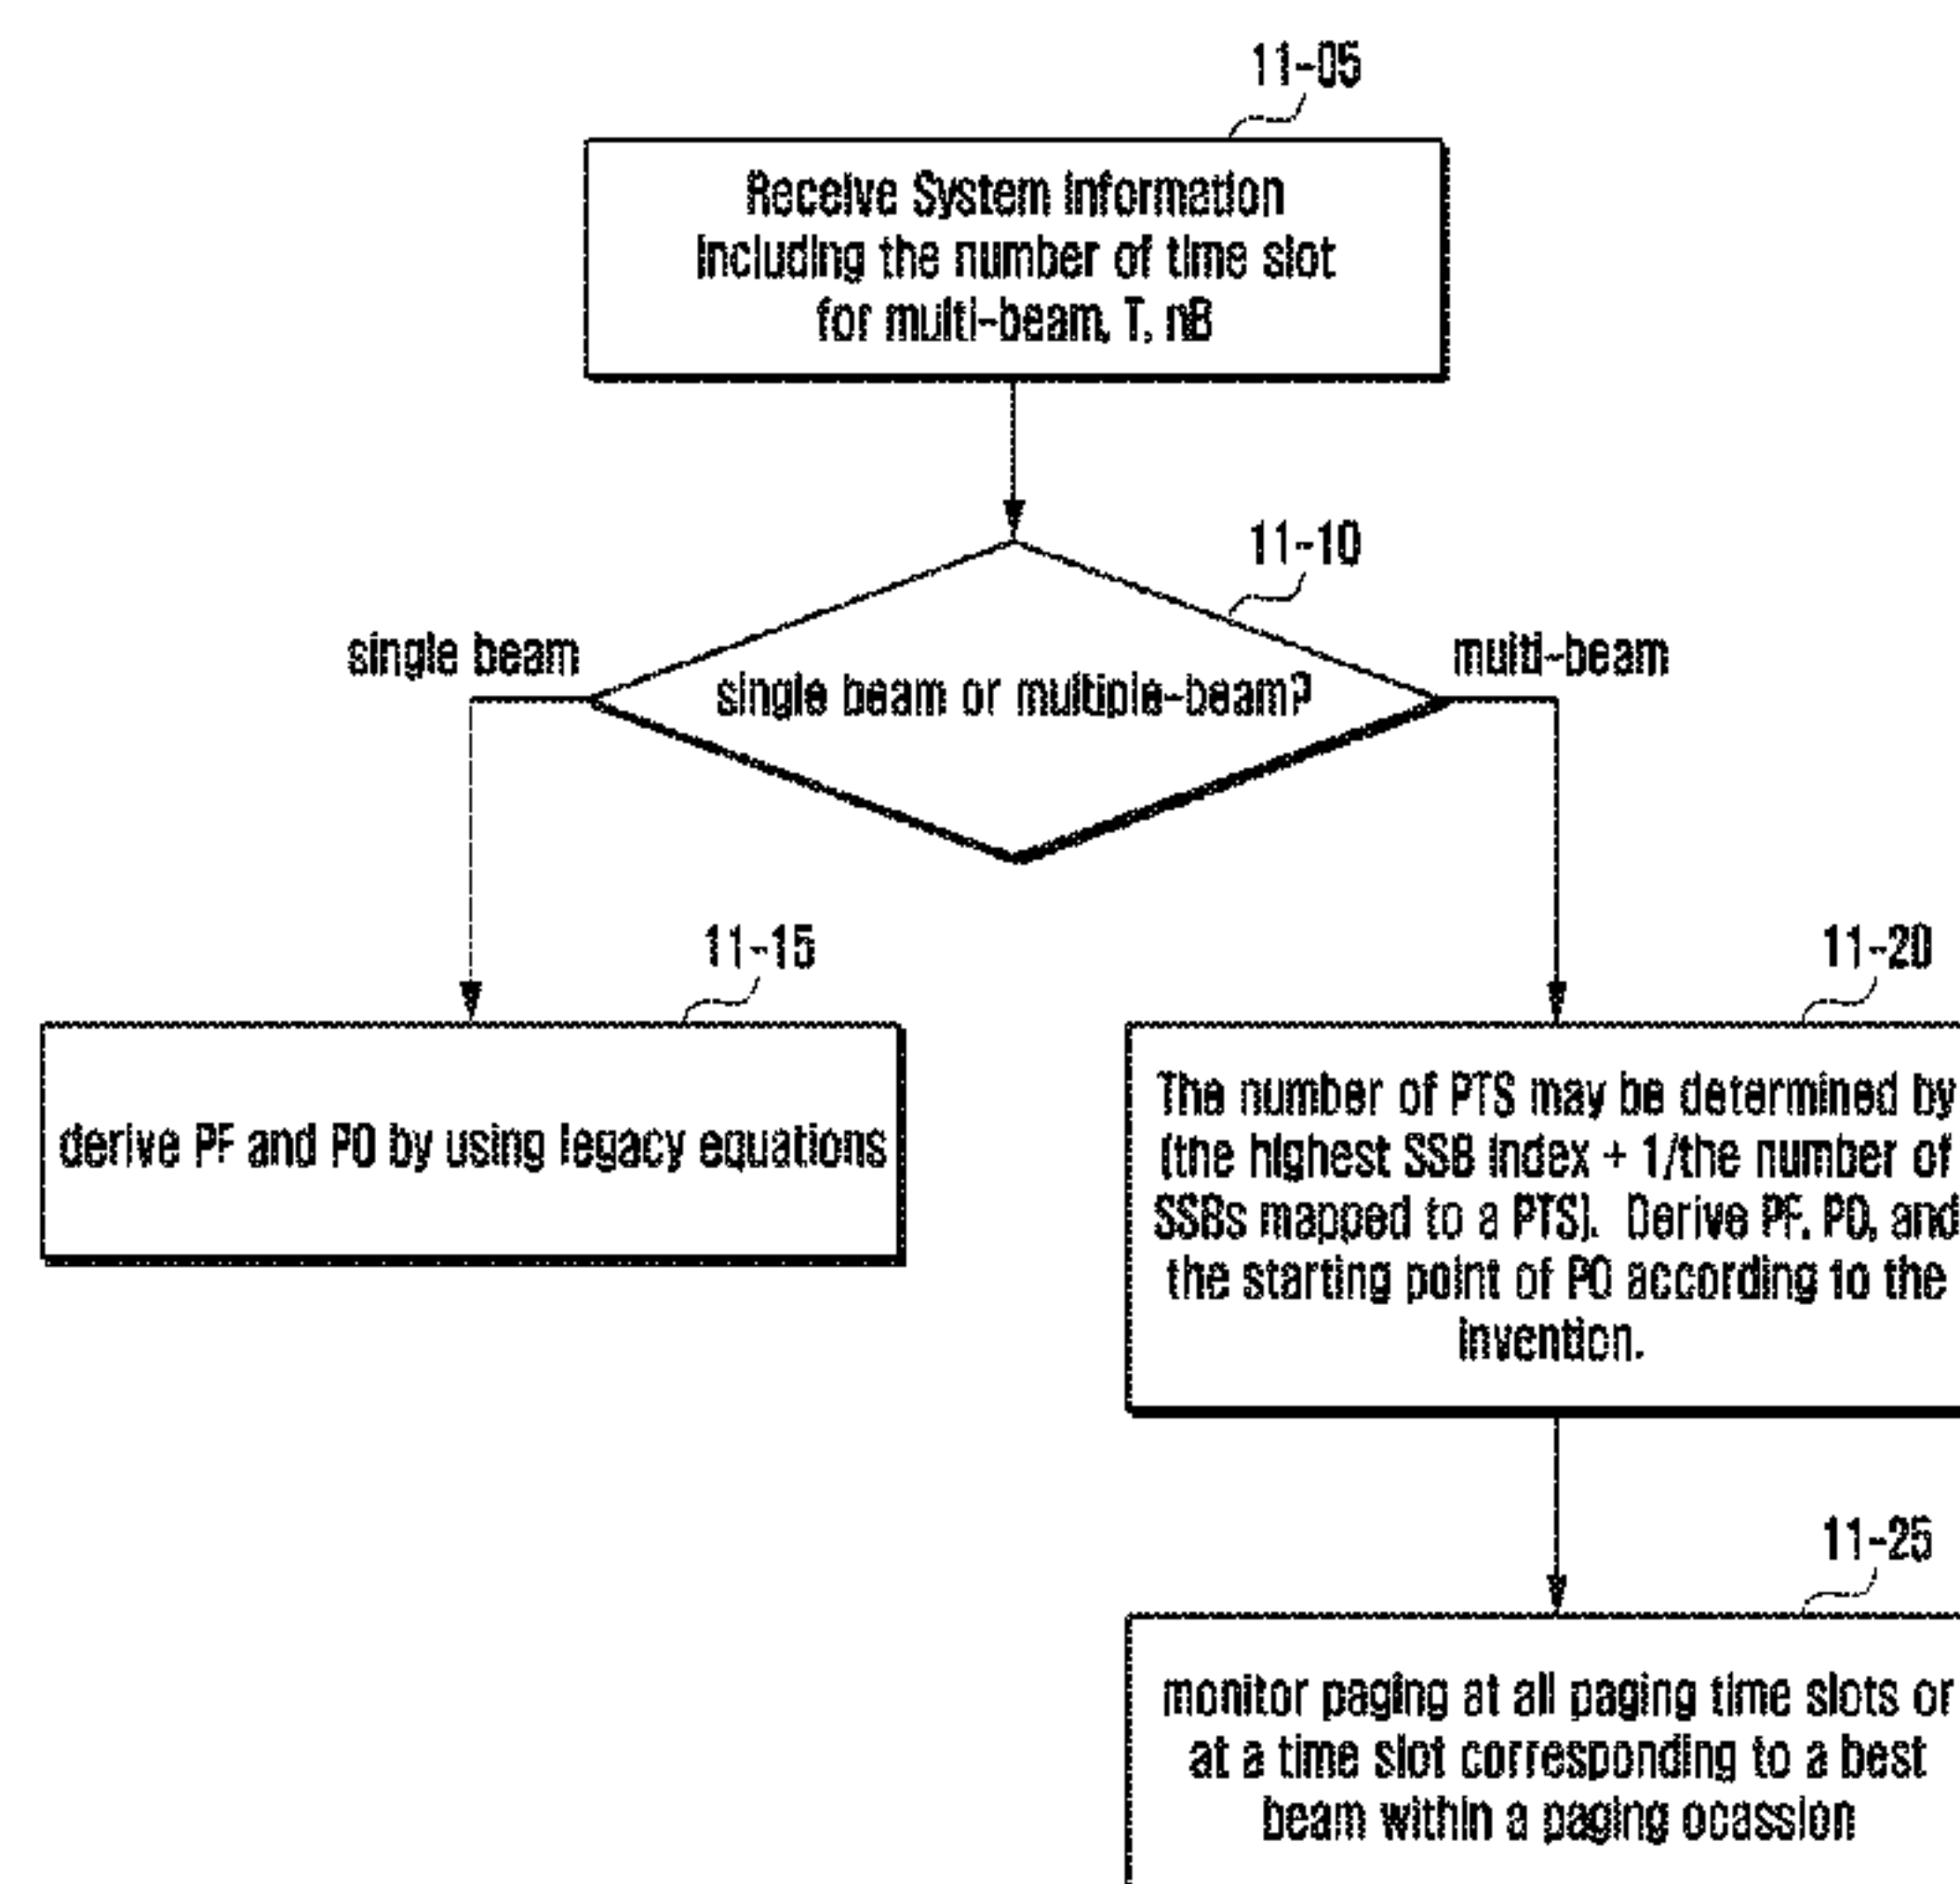 11-05
Receive System Information
Including the number of time slot
for multi-beam, T, nB
11-10
single beam
multi-beam
single beam or multiple-beam?
11-15
derive PF and PO by using legacy equations
11-20
The number of PTS may be determined by
(the highest SSB Index + 1/the number of
SSBs mapped to a PTS). Derive PF, PO, and
the starting point of PO according to the
invention.
11-25
monitor paging at all paging time slots or
at a time slot corresponding to a best
beam within a paging ocassion